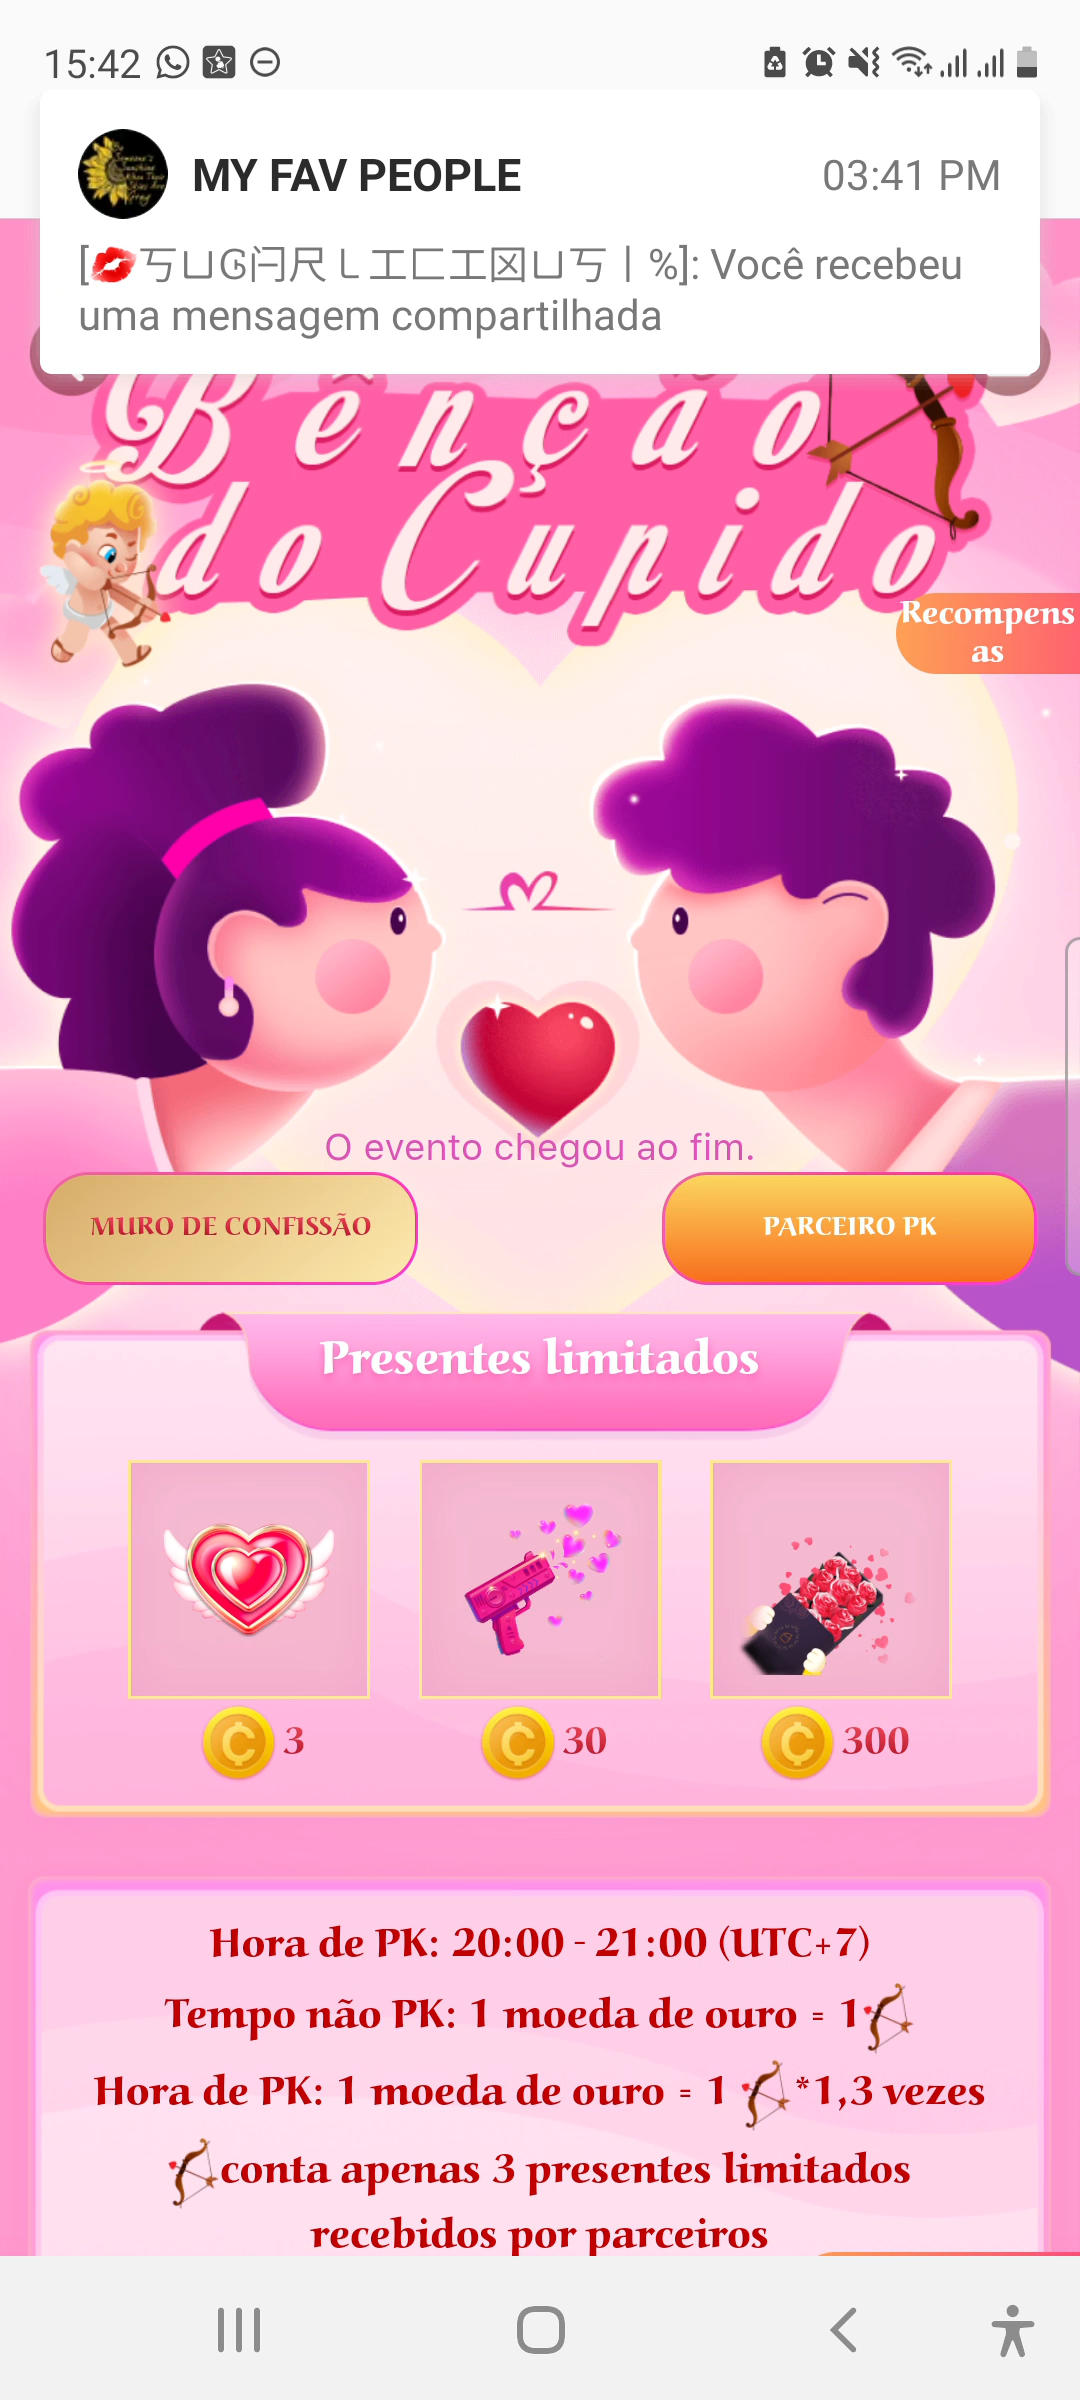 15:42
MY FAV PEOPLE
03:41 PM
[💋丂ㄩG闩尺乚工匚工囟ㄩ丂丨%]: Você recebeu
uma mensagem compartilhada
Bênção
do Cupido
Recompens
as
O evento chegou ao fim.
MURO DE CONFISSÃO
PARCEIRO PK
Presentes limitados
3
30
300
Hora de PK: 20:00 - 21:00 (UTC+7)
Tempo não PK: 1 moeda de ouro = 1
Hora de PK: 1 moeda de ouro = 1 *1,3 vezes
conta apenas 3 presentes limitados
recebidos por parceiros